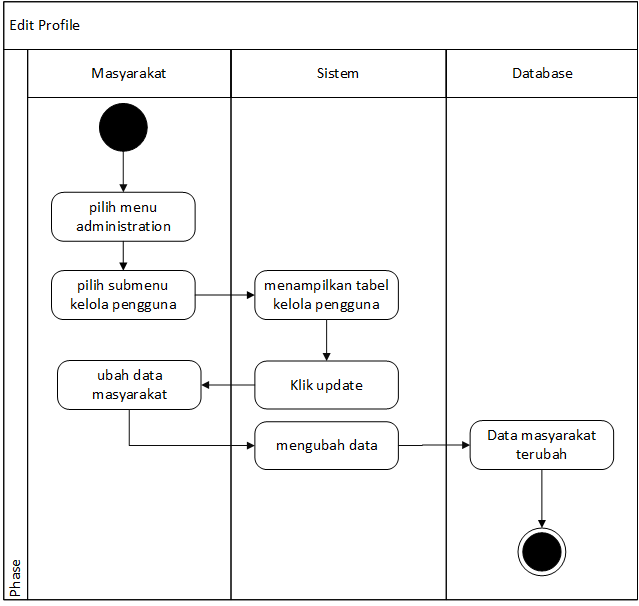 Edit Profile
Masyarakat
Sistem
Database
pilih menu
administration
pilih submenu
kelola pengguna
menampilkan tabel
kelola pengguna
ubah data
masyarakat
Klik update
mengubah data
Data masyarakat
terubah
Phase